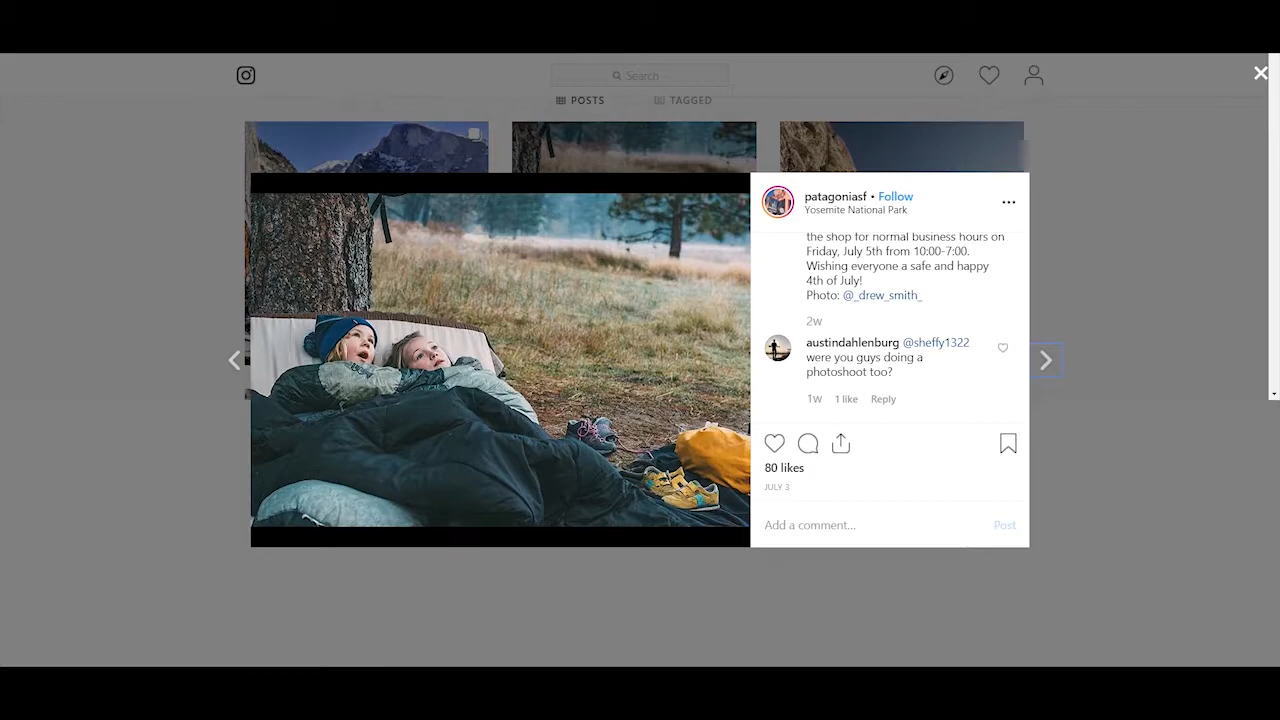 Search
POSTS
TAGGED
patagoniasf • Follow
Yosemite National Park
the shop for normal business hours on
Friday, July 5th from 10:00-7:00.
Wishing everyone a safe and happy
4th of July!
Photo: @_drew_smith_
2w
austindahlenburg @sheffy1322
were you guys doing a
photoshoot too?
1w 1 like Reply
80 likes
JULY 3
Add a comment... Post